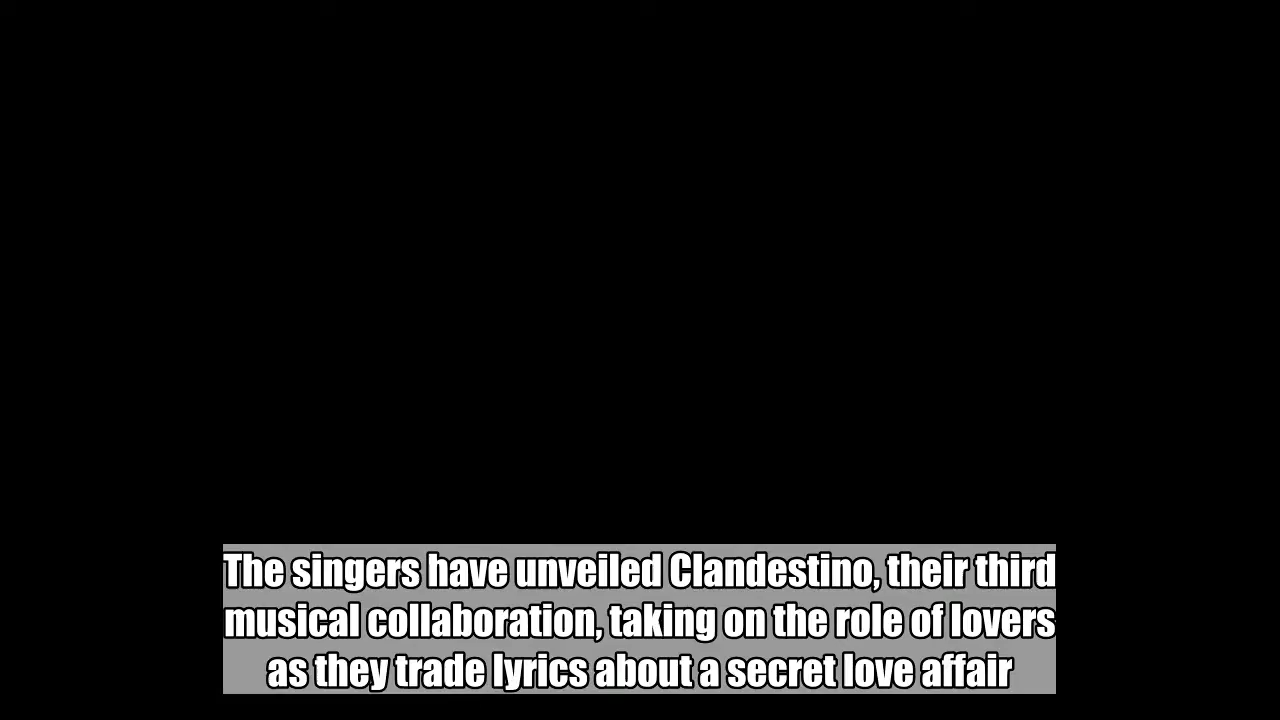 The singers have unveiled Clandestino, their third
musical collaboration, taking on the role of lovers
as they trade lyrics about a secret love affair